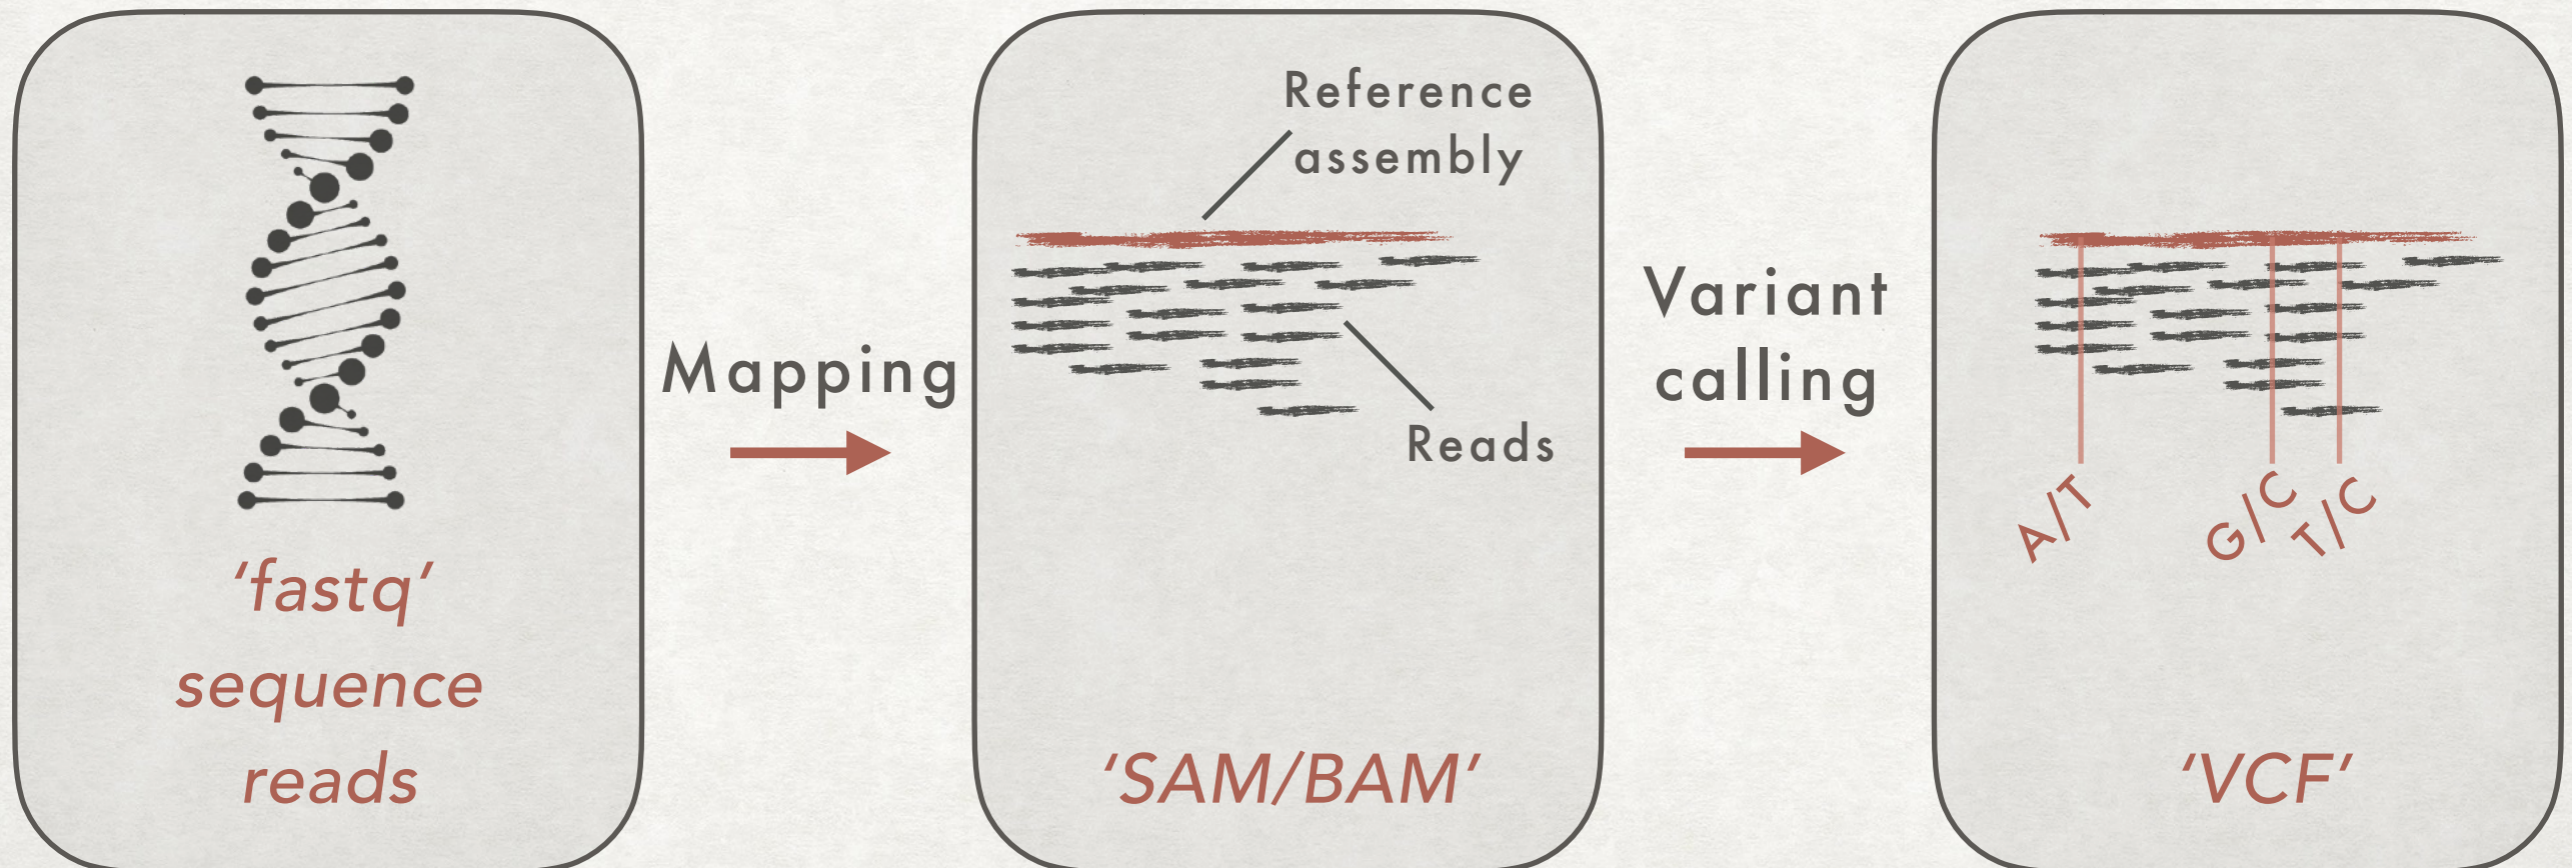 ‘fastq’
sequence
reads
Mapping
Reference
assembly
Reads
‘SAM/BAM’
Variant
calling
A/T
G/C
T/C
‘VCF’